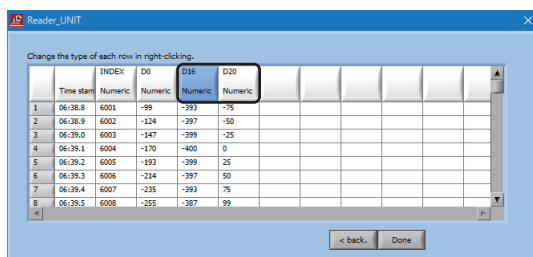 Reader_UNIT
Change the type of each row in right-clicking.
INDEX D0 D16 D20
Time stam Numeric Numeric Numeric Numeric
1 06:38.8 6001 -99 -393 -75
2 06:38.9 6002 -124 -397 -50
3 06:39.0 6003 -147 -399 -25
4 06:39.1 6004 -170 -400 0
5 06:39.2 6005 -193 -399 25
6 06:39.3 6006 -214 -397 50
7 06:39.4 6007 -235 -393 75
8 06:39.5 6008 -255 -387 99
< back. Done